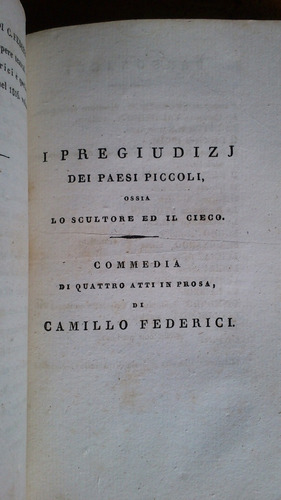 I PREGIUDIZJ
DEI PAESI PICCOLI,
OSSIA
LO SCULTORE ED IL CIECO.
COMMEDIA
DI QUATTRO ATTI IN PROSA,
DI
CAMILLO FEDERICI.